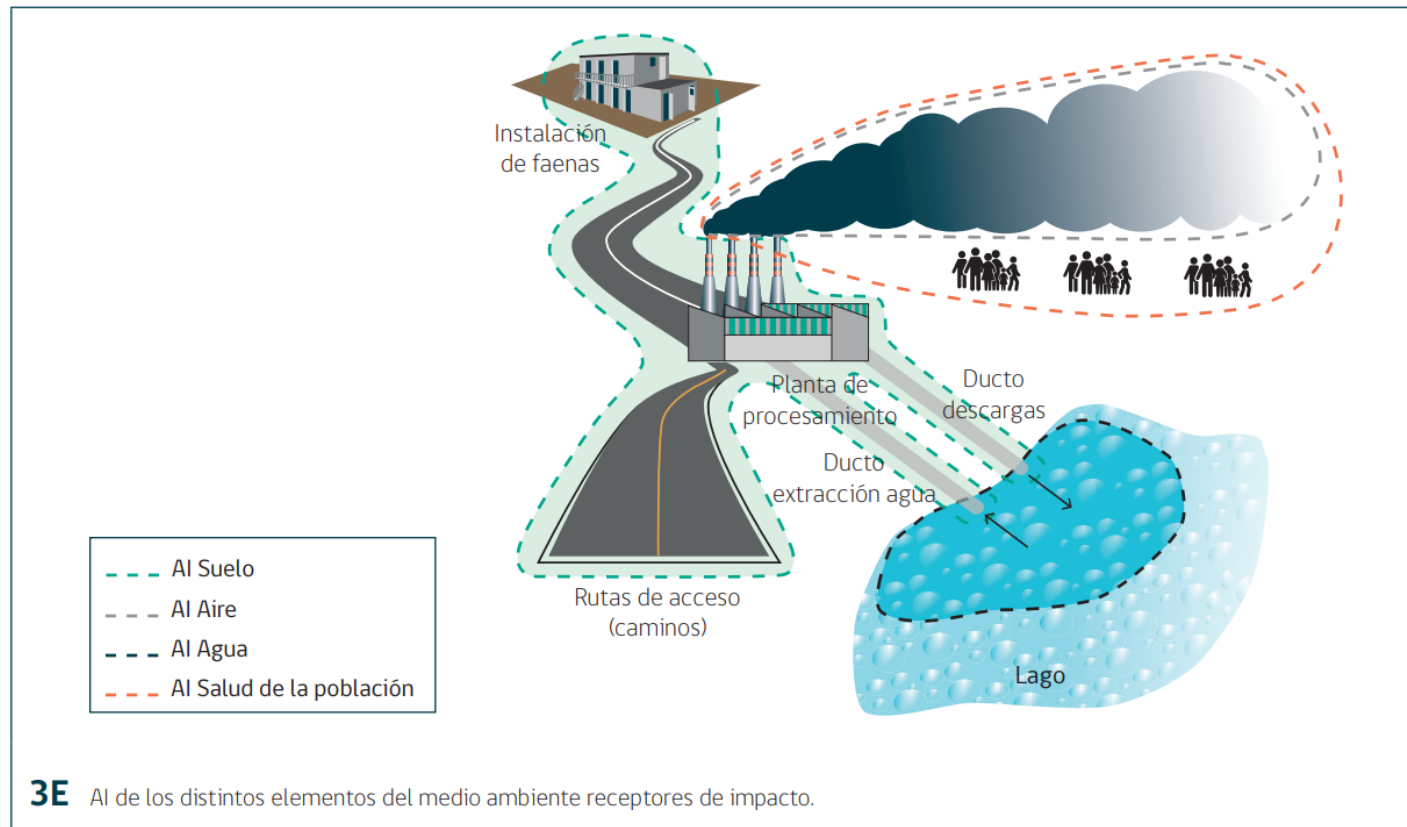 Instalación
de faenas
Planta de
procesamiento
Ducto
descargas
Ducto
extracción agua
Rutas de acceso
(caminos)
Lago
AI Suelo
AI Aire
AI Agua
AI Salud de la población
3E AI de los distintos elementos del medio ambiente receptores de impacto.